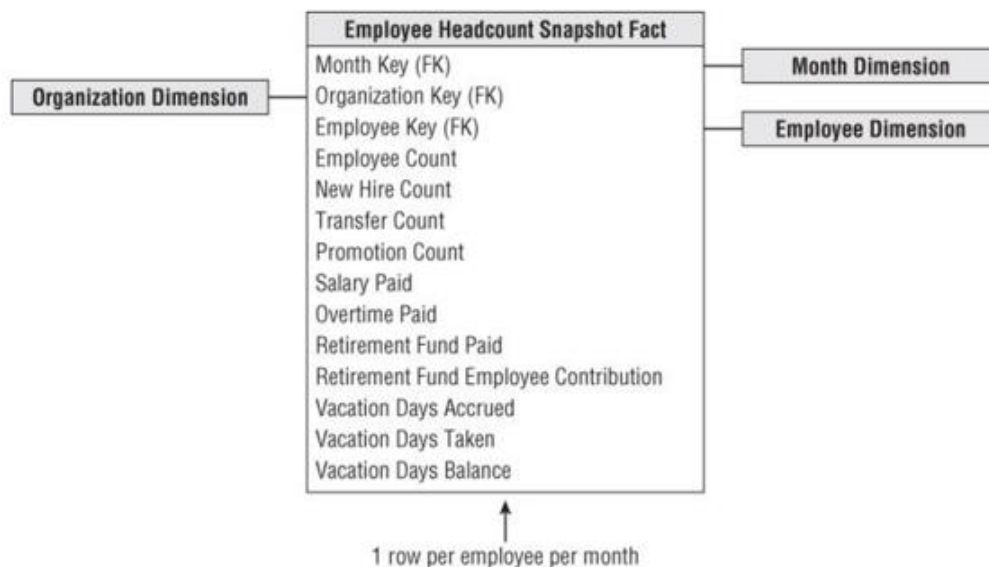 Employee Headcount Snapshot Fact
Month Key (FK)
Month Dimension
Organization Dimension
Organization Key (FK)
Employee Key (FK)
Employee Dimension
Employee Count
New Hire Count
Transfer Count
Promotion Count
Salary Paid
Overtime Paid
Retirement Fund Paid
Retirement Fund Employee Contribution
Vacation Days Accrued
Vacation Days Taken
Vacation Days Balance
1 row per employee per month